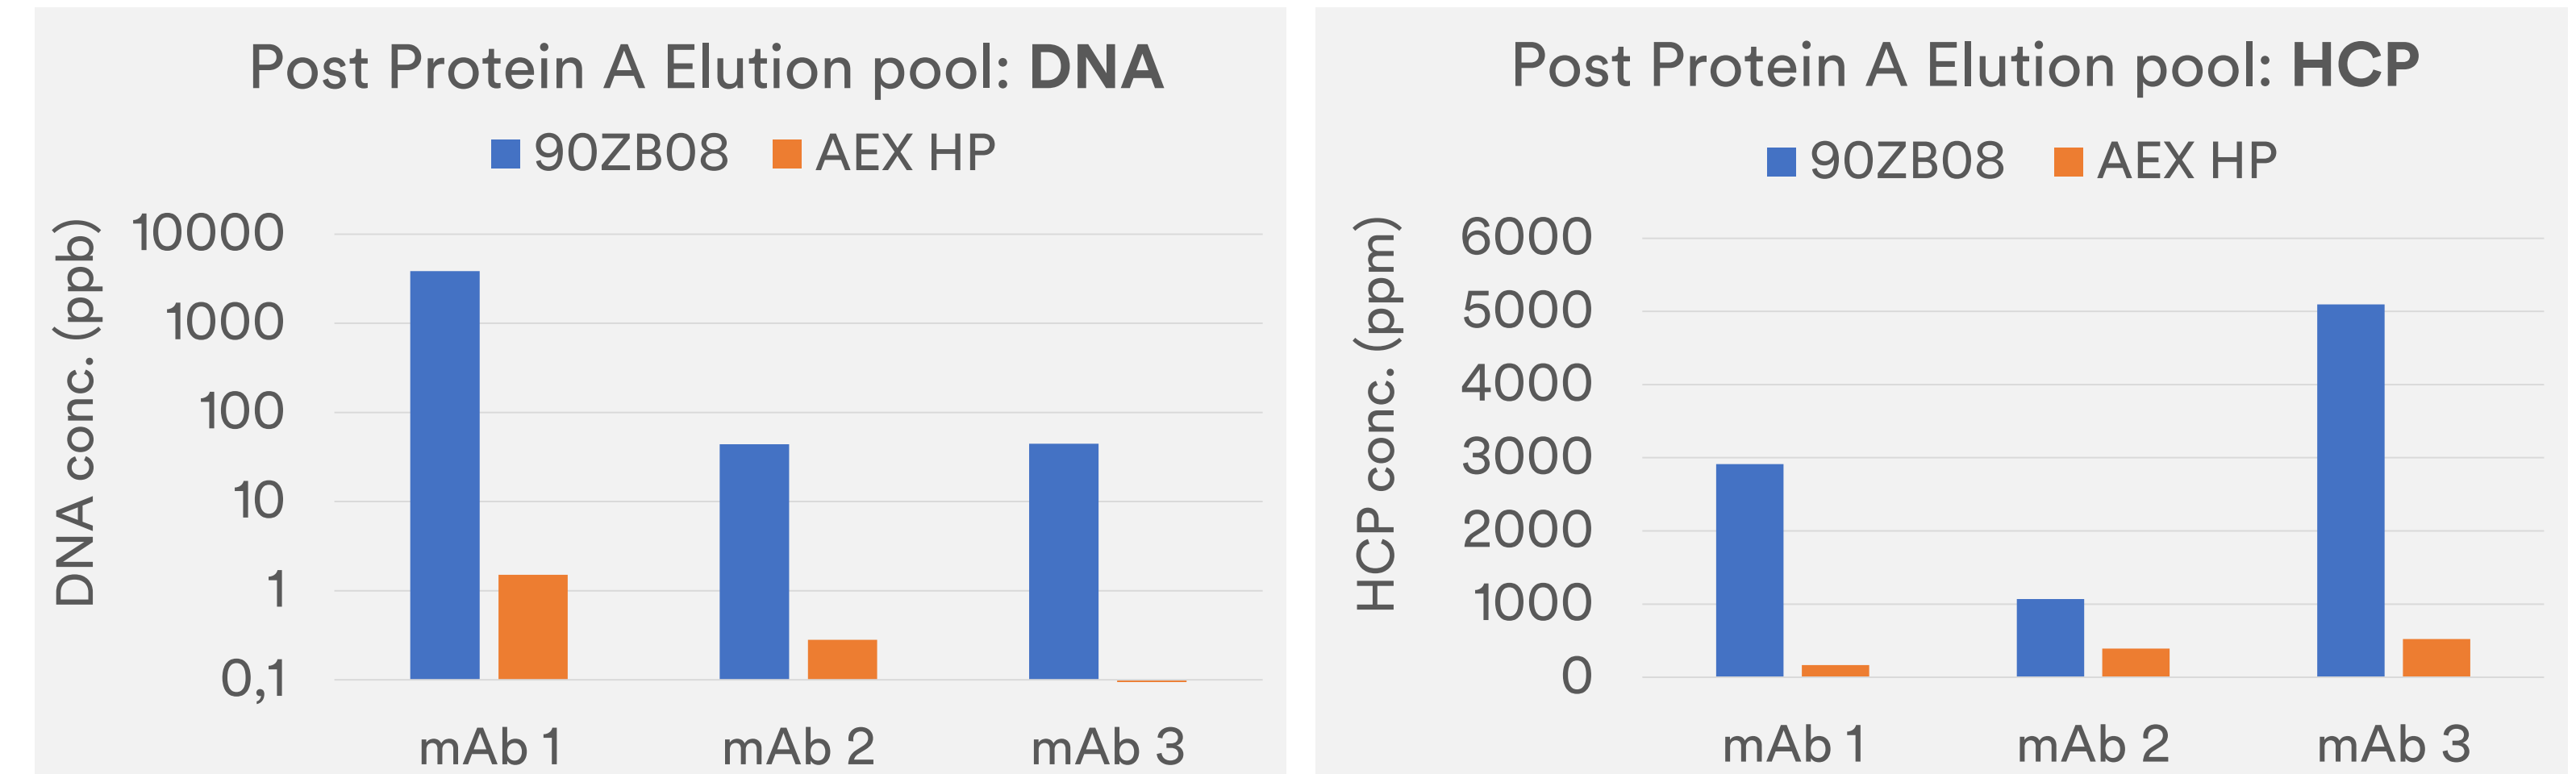 Post Protein A Elution pool: DNA
90ZB08 AEX HP
DNA conc. (ppb)
10000
1000
100
10
1
0,1
mAb 1 mAb 2 mAb 3
Post Protein A Elution pool: HCP
90ZB08 AEX HP
HCP conc. (ppm)
6000
5000
4000
3000
2000
1000
0
mAb 1 mAb 2 mAb 3